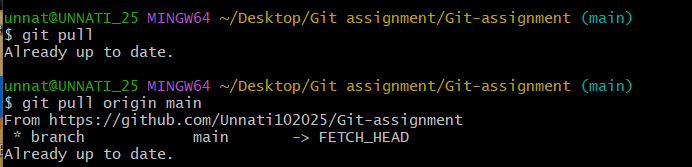 unnat@UNNATI_25 MINGW64 ~/Desktop/Git assignment/Git-assignment (main)
$ git pull
Already up to date.
unnat@UNNATI_25 MINGW64 ~/Desktop/Git assignment/Git-assignment (main)
$ git pull origin main
From https://github.com/Unnati102025/Git-assignment
 * branch            main       -> FETCH_HEAD
Already up to date.